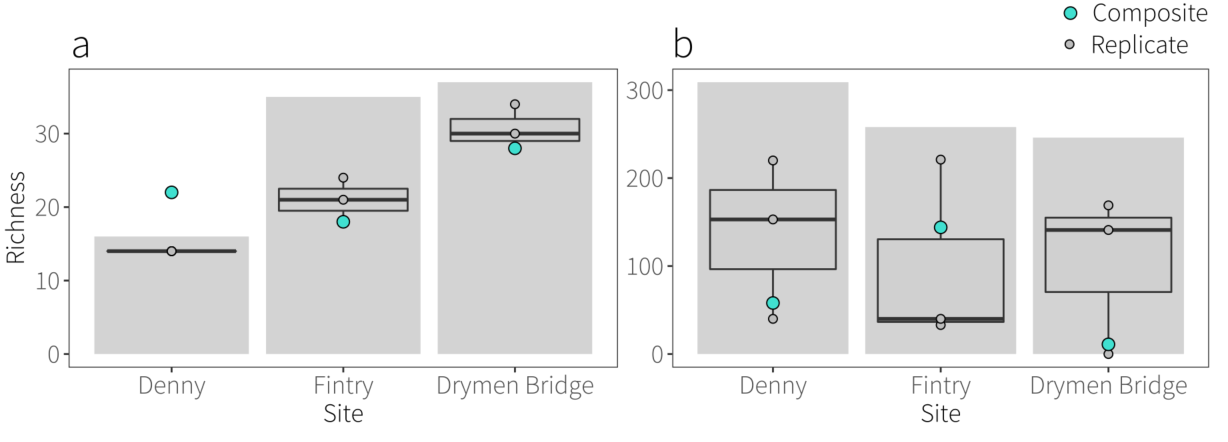 Composite
Replicate
a
b
Richness
30
20
10
0
300
200
100
0
Denny Fintry Drymen Bridge
Site
Denny Fintry Drymen Bridge
Site